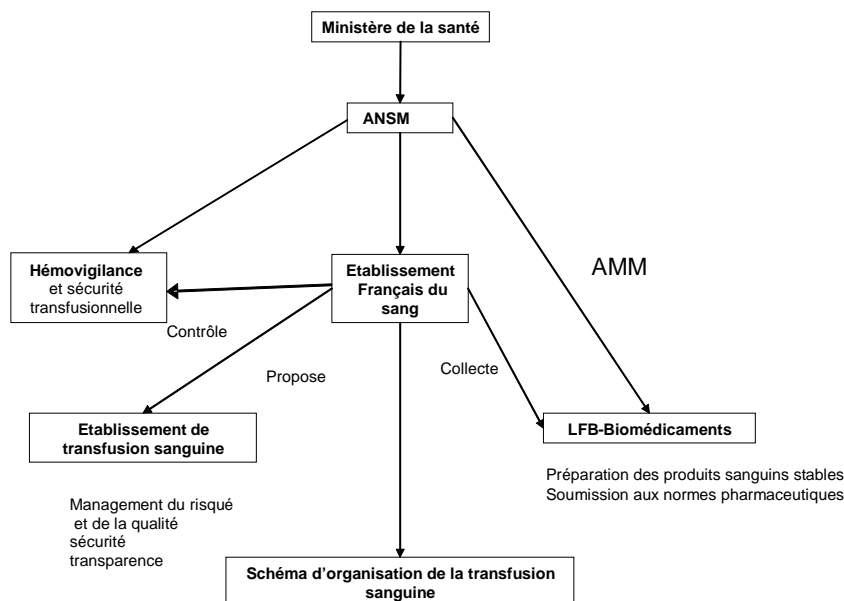 Ministère de la santé
ANSM
Hémovigilance
et sécurité
transfusionnelle
Etablissement
Français du
sang
AMM
Contrôle
Propose
Collecte
Etablissement de
transfusion sanguine
LFB-Biomédicaments
Préparation des produits sanguins stables
Soumission aux normes pharmaceutiques
Management du risqué
et de la qualité
sécurité
transparence
Schéma d'organisation de la transfusion
sanguine